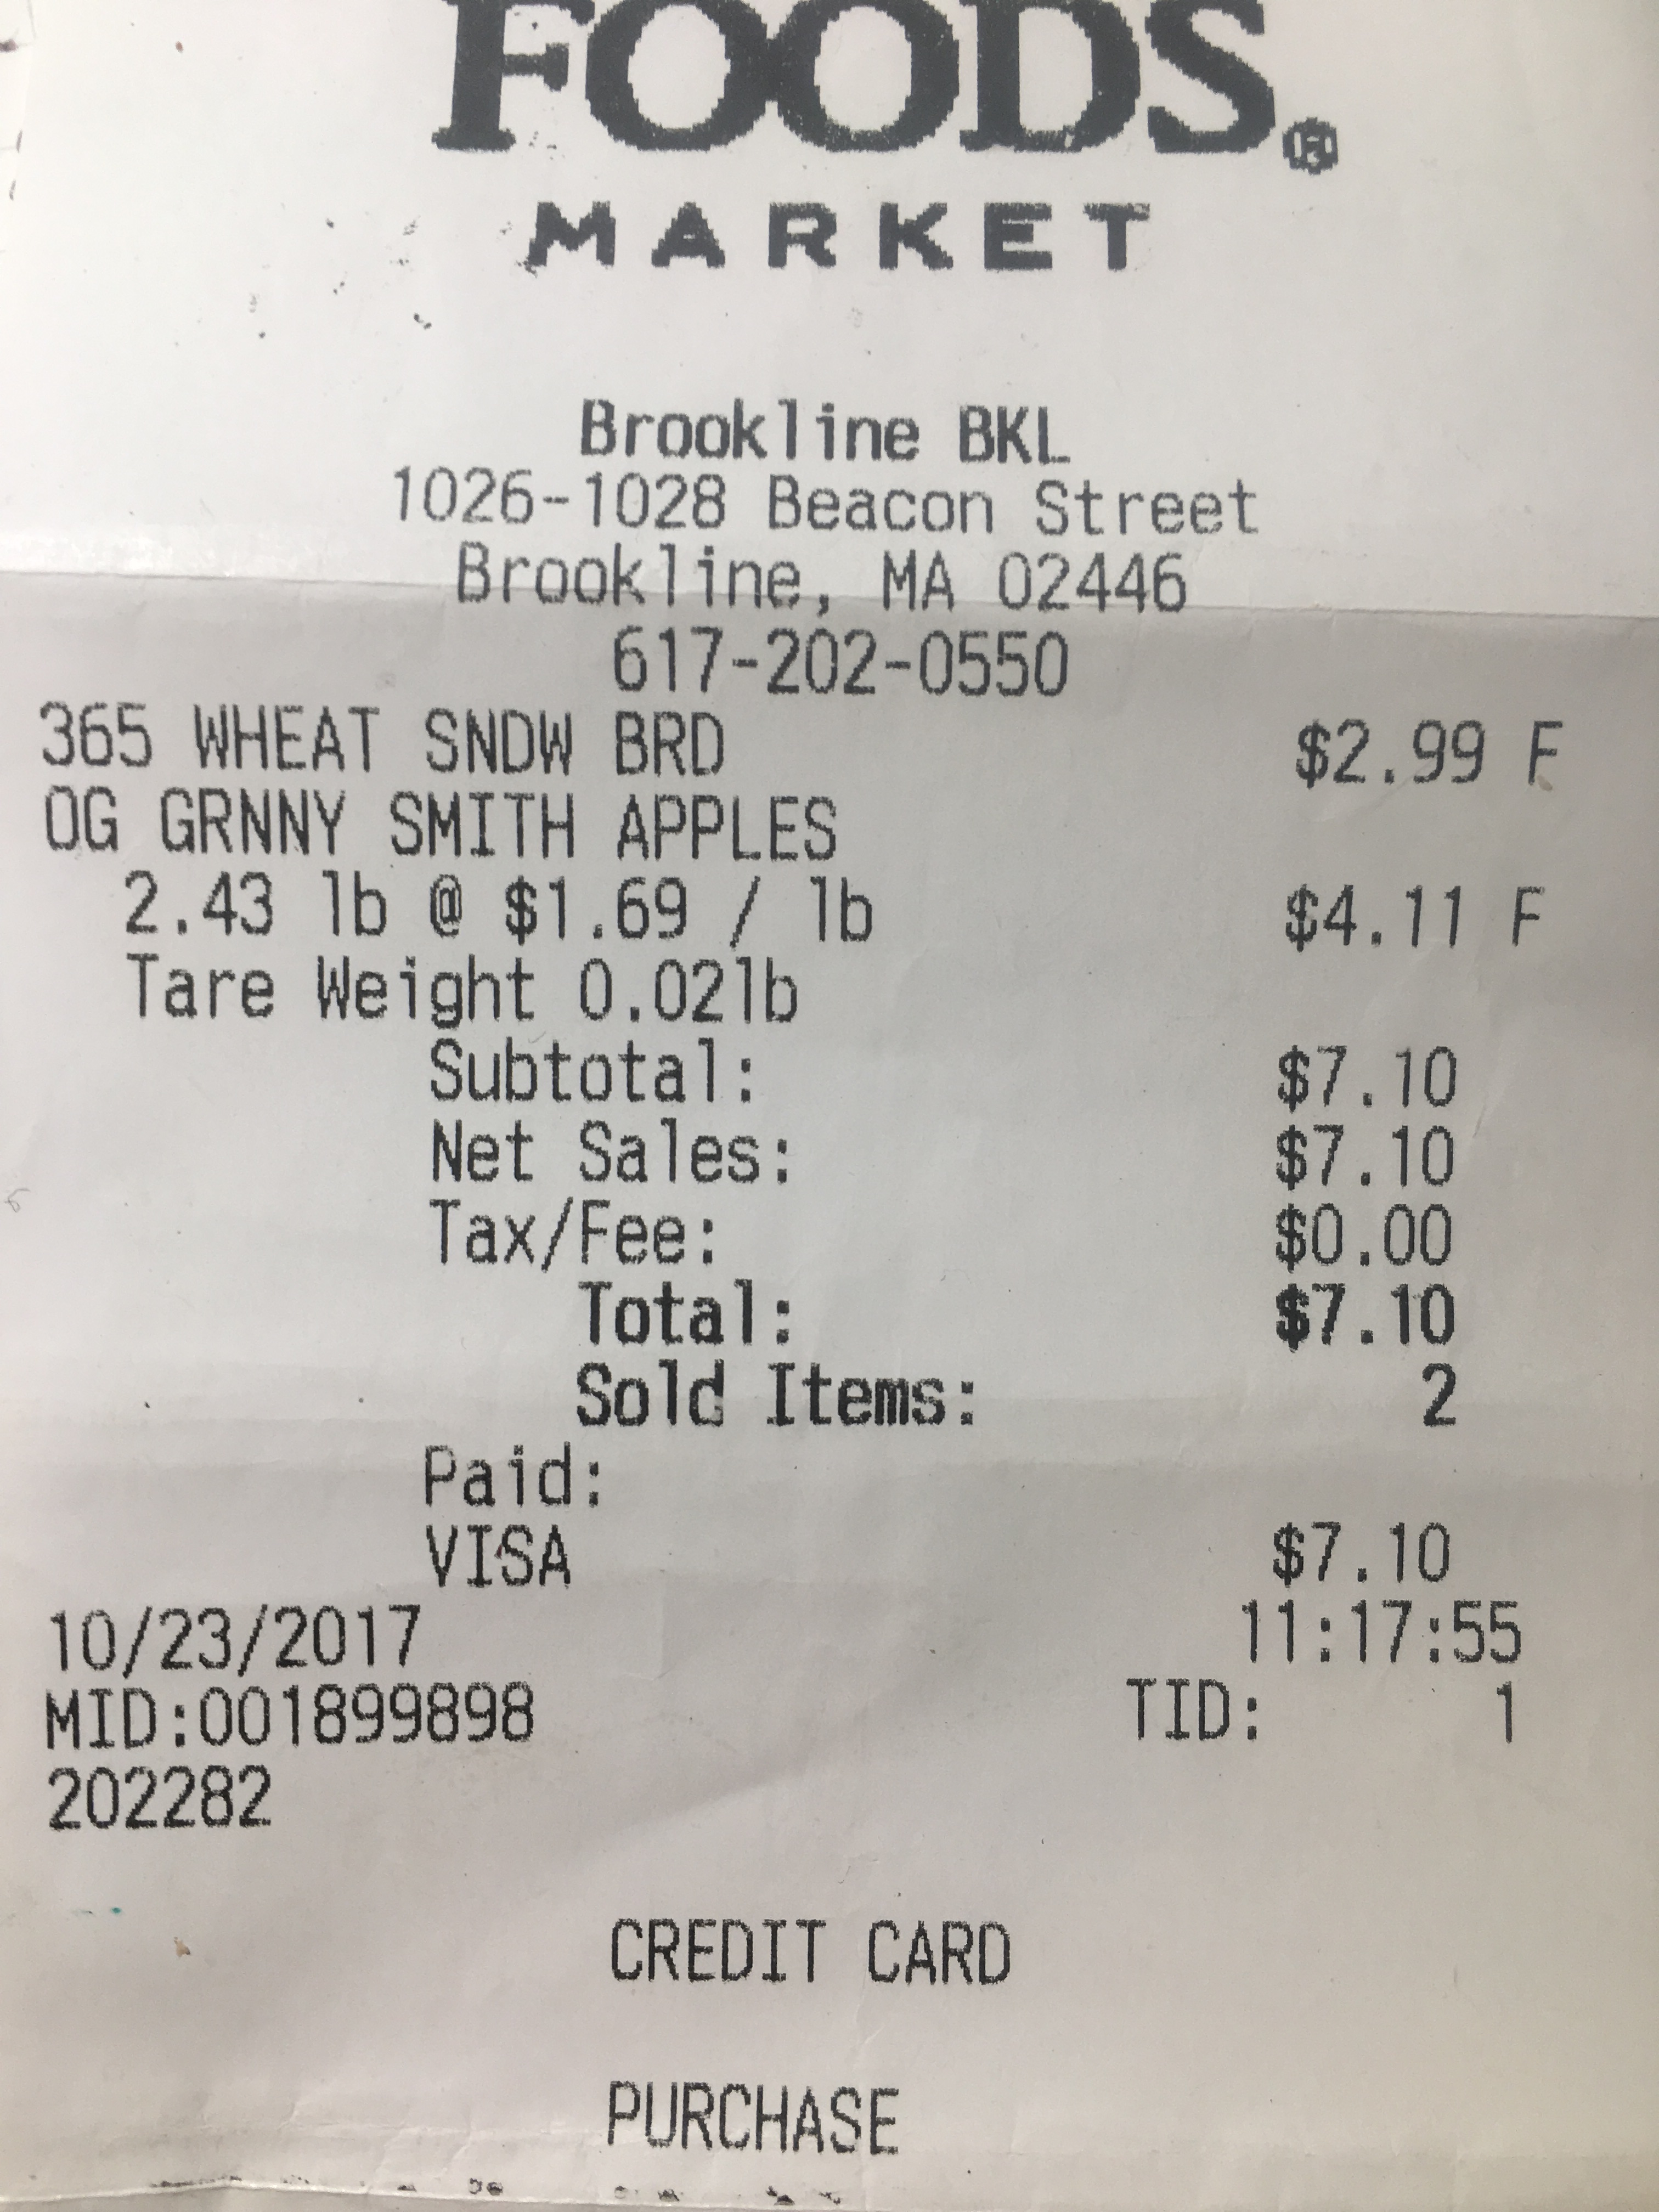 FOODS®
MARKET
Brookline BKL
1026-1028 Beacon Street
Brookline, MA 02446
617-202-0550
365 WHEAT SNDW BRD $2.99 F
OG GRNNY SMITH APPLES
2.43 lb @ $1.69 / lb $4.11 F
Tare Weight 0.02lb
Subtotal: $7.10
Net Sales: $7.10
Tax/Fee: $0.00
Total: $7.10
Sold Items: 2
Paid:
VISA $7.10
10/23/2017 11:17:55
MID:001899898 TID: 1
202282
CREDIT CARD
PURCHASE